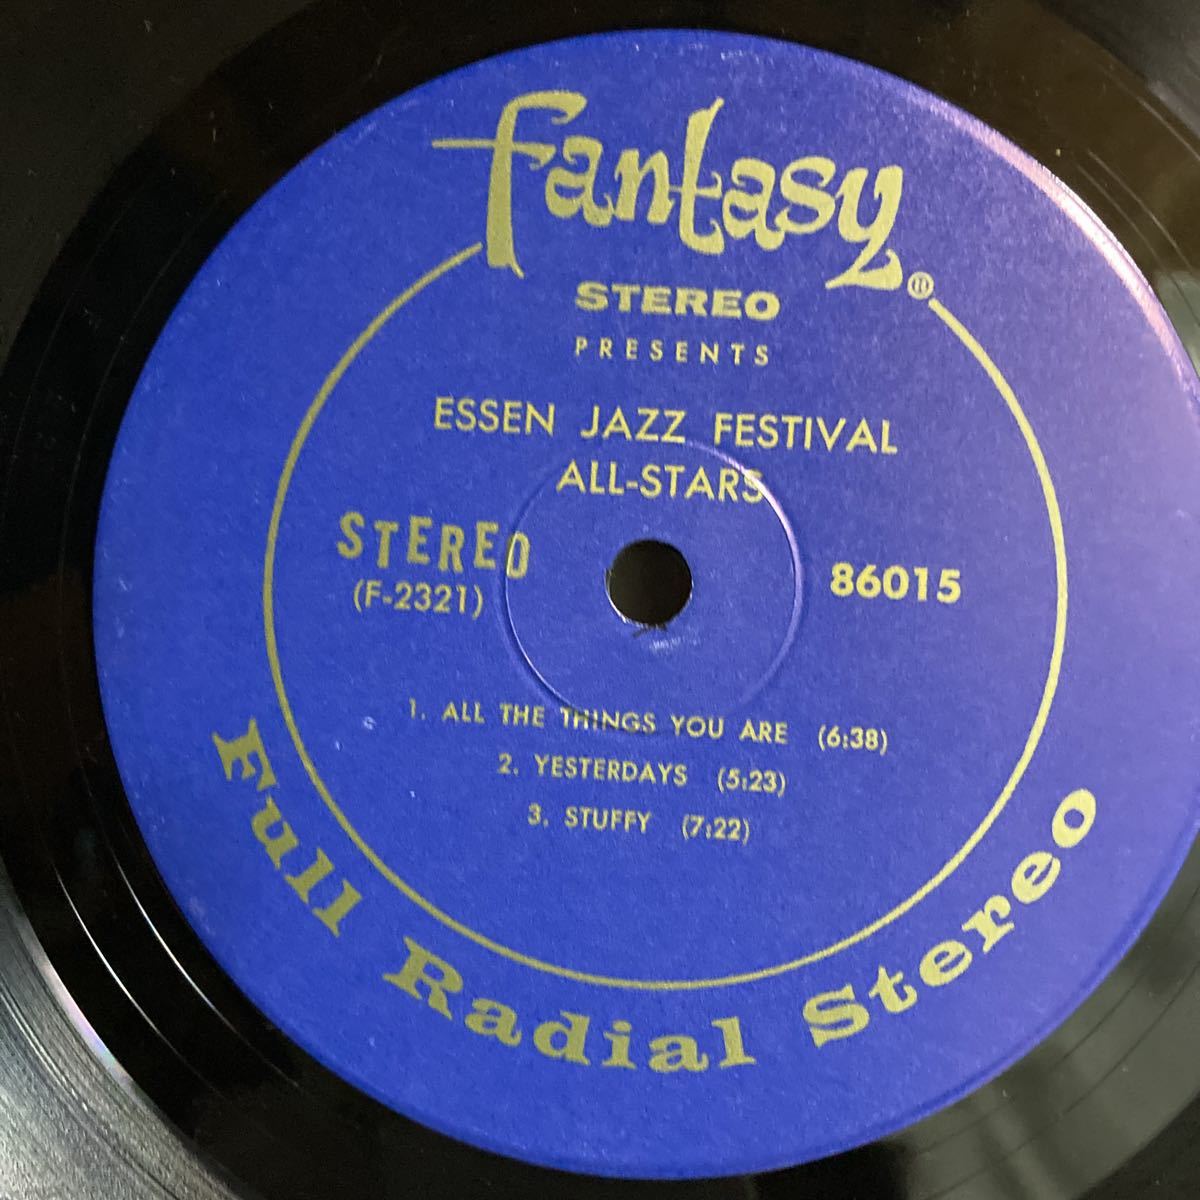 fantasy®
STEREO
PRESENTS
ESSEN JAZZ FESTIVAL
ALL-STARS
STEREO
(F-2321)
86015
1. ALL THE THINGS YOU ARE (6:38)
2. YESTERDAYS (5:23)
3. STUFFY (7:22)
Full Radial Stereo